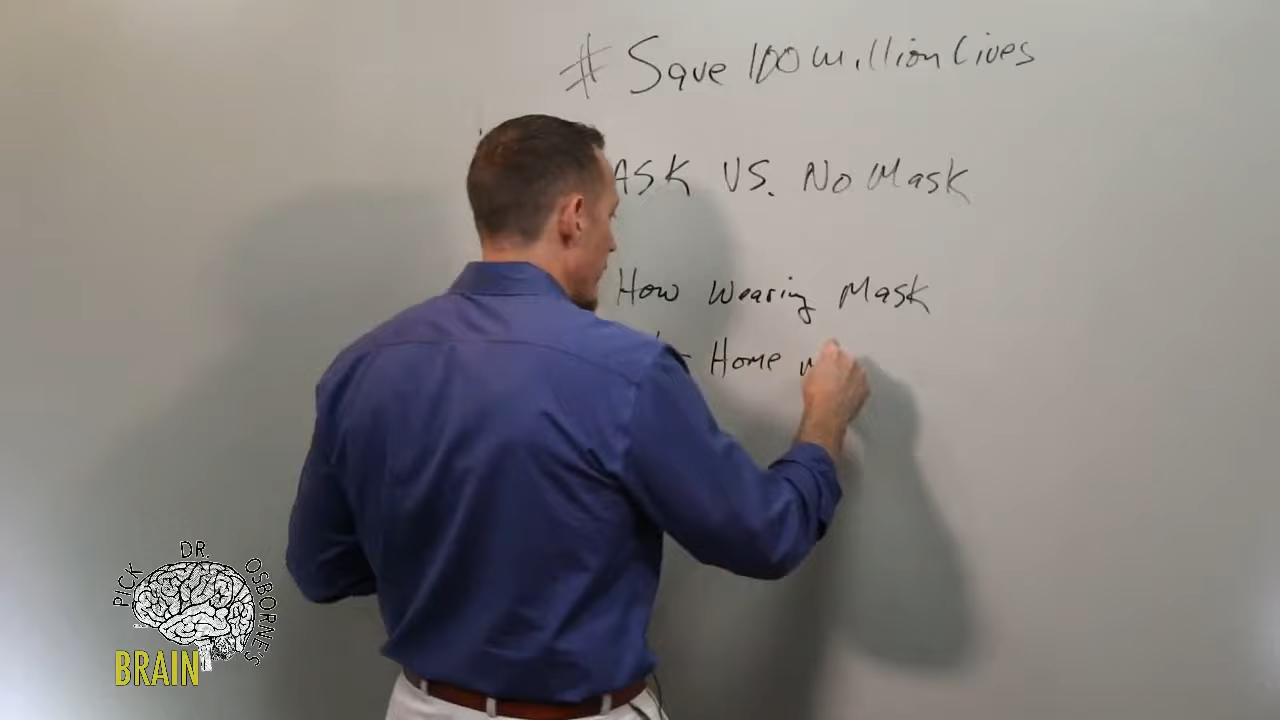 # Save 100 million Lives
ASK VS. No Mask
How Wearing Mask
Home
PICK DR. OSBORNE'S
BRAIN